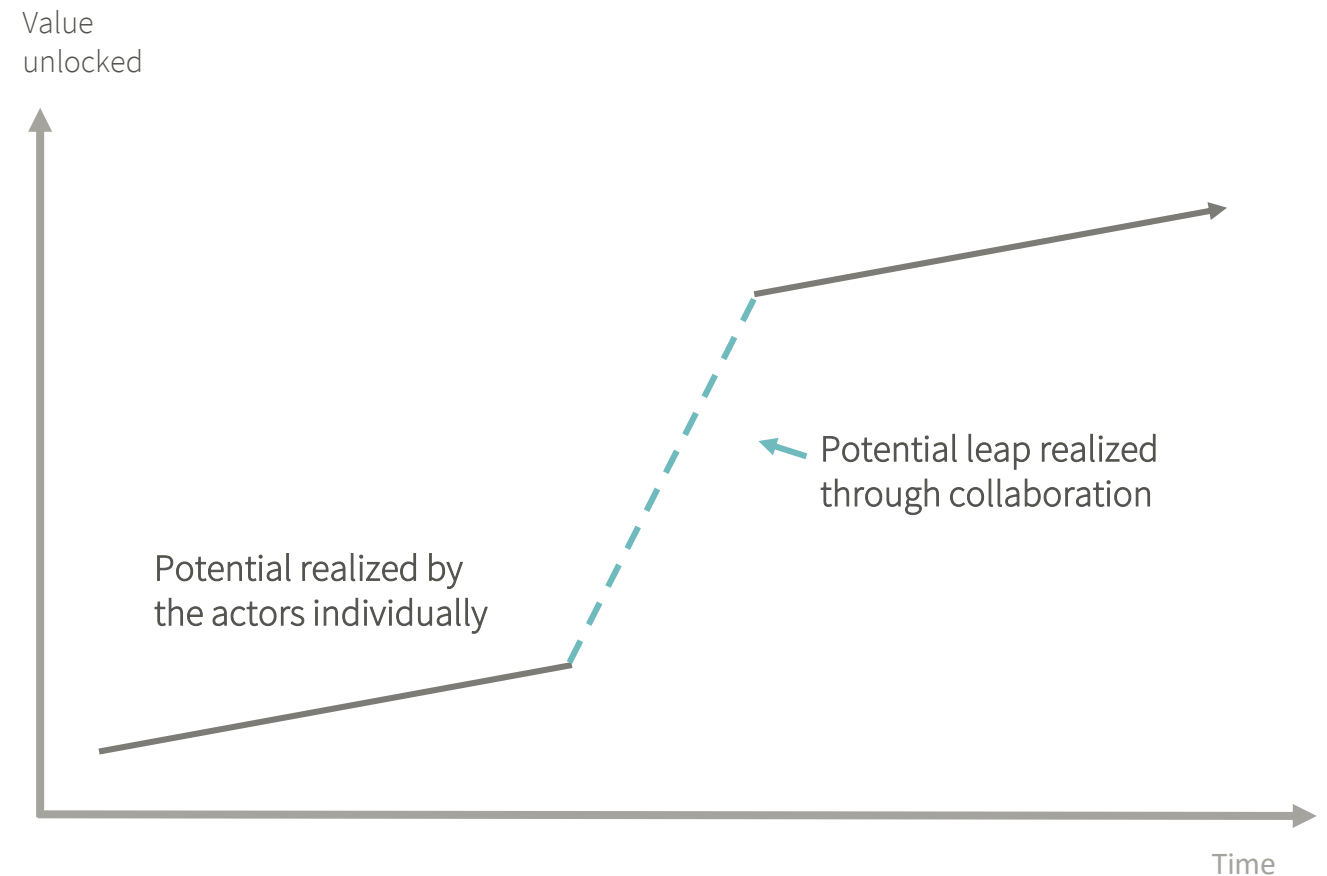 Value
unlocked
Potential leap realized
through collaboration
Potential realized by
the actors individually
Time